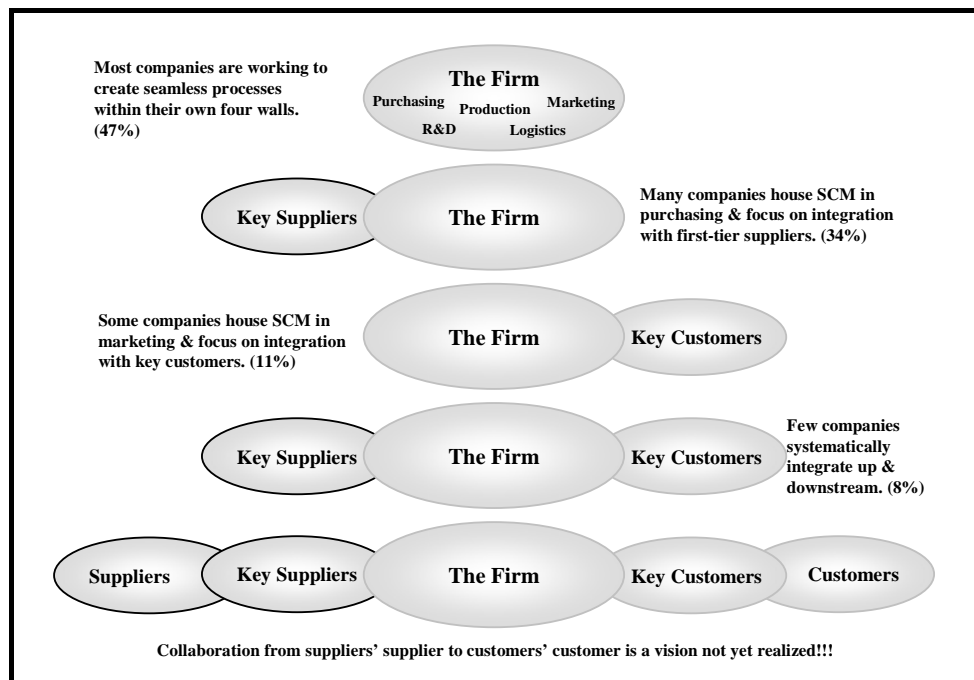 Most companies are working to
create seamless processes
within their own four walls.
(47%)
The Firm
Purchasing Production Marketing
R&D Logistics
Key Suppliers The Firm
Many companies house SCM in
purchasing & focus on integration
with first-tier suppliers. (34%)
Some companies house SCM in
marketing & focus on integration
with key customers. (11%)
The Firm Key Customers
Key Suppliers The Firm Key Customers
Few companies
systematically
integrate up &
downstream. (8%)
Suppliers Key Suppliers The Firm Key Customers Customers
Collaboration from suppliers’ supplier to customers’ customer is a vision not yet realized!!!